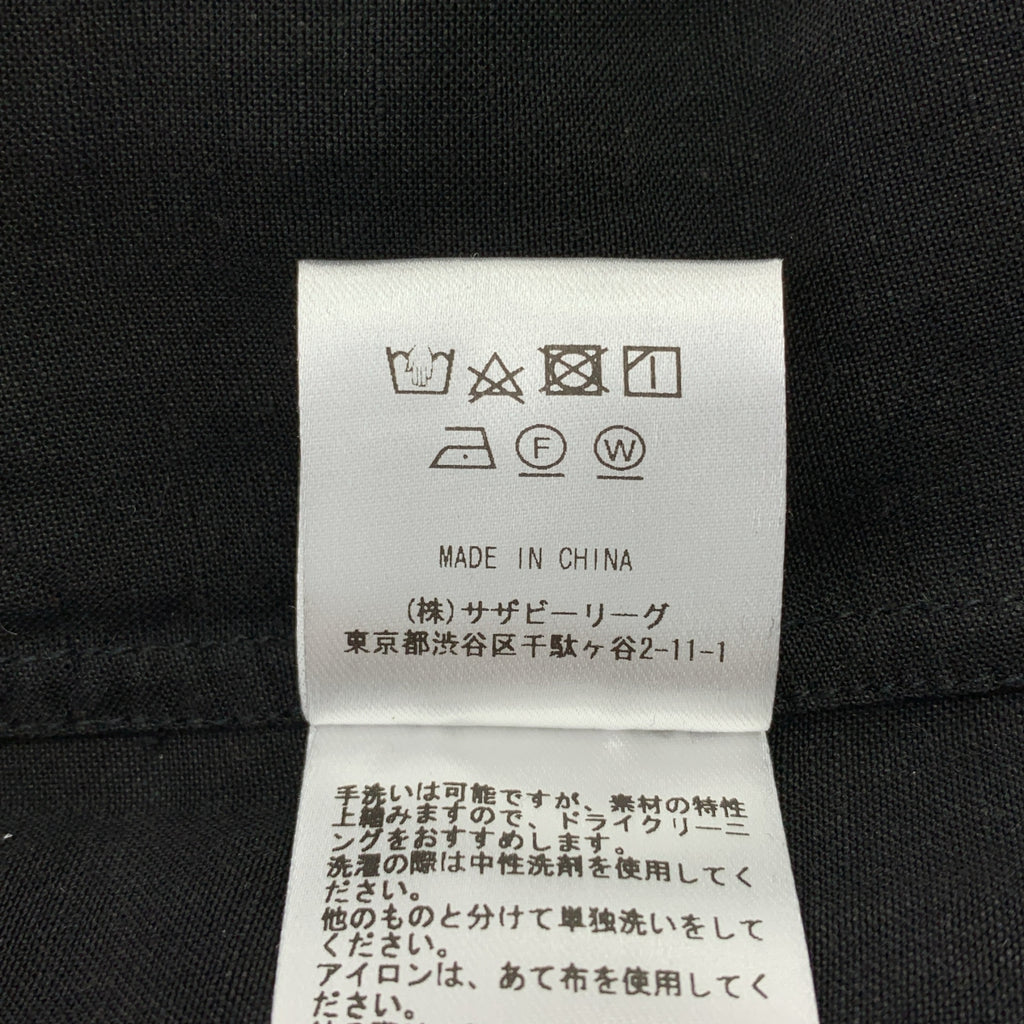 F W
MADE IN CHINA
(株)サザビーリーグ
東京都渋谷区千駄ヶ谷2-11-1
手洗いは可能ですが、素材の特性
上縮みますので、ドライクリーニ
ングをおすすめします。
洗濯の際は中性洗剤を使用してく
ださい。
他のものと分けて単独洗いをして
ください。
アイロンは、あて布を使用してく
ださい。